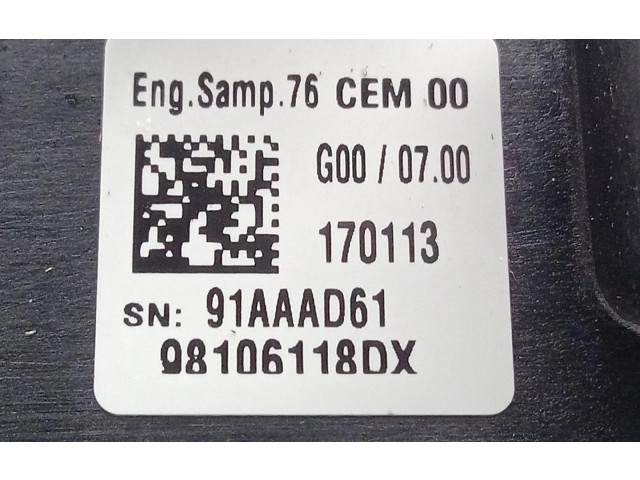 Eng.Samp.76 CEM 00
G00 / 07.00
170113
SN: 91AAAD61
98106118DX